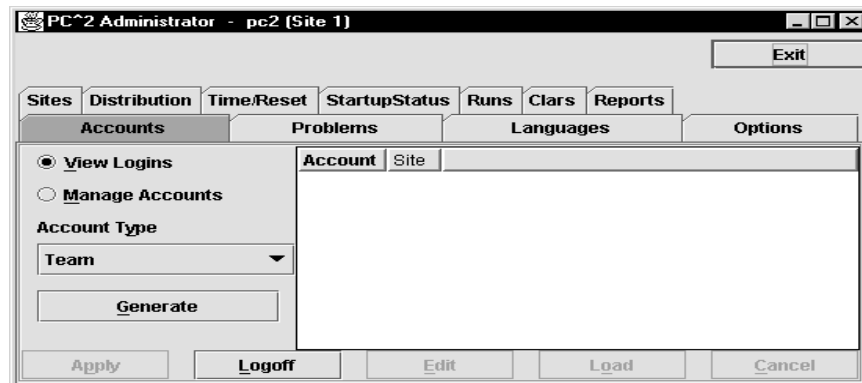 PC^2 Administrator - pc2 (Site 1)
Exit
Sites Distribution Time/Reset StartupStatus Runs Clars Reports
Accounts Problems Languages Options
View Logins
Manage Accounts
Account Type
Team
Generate
Account Site
Apply Logoff Edit Load Cancel